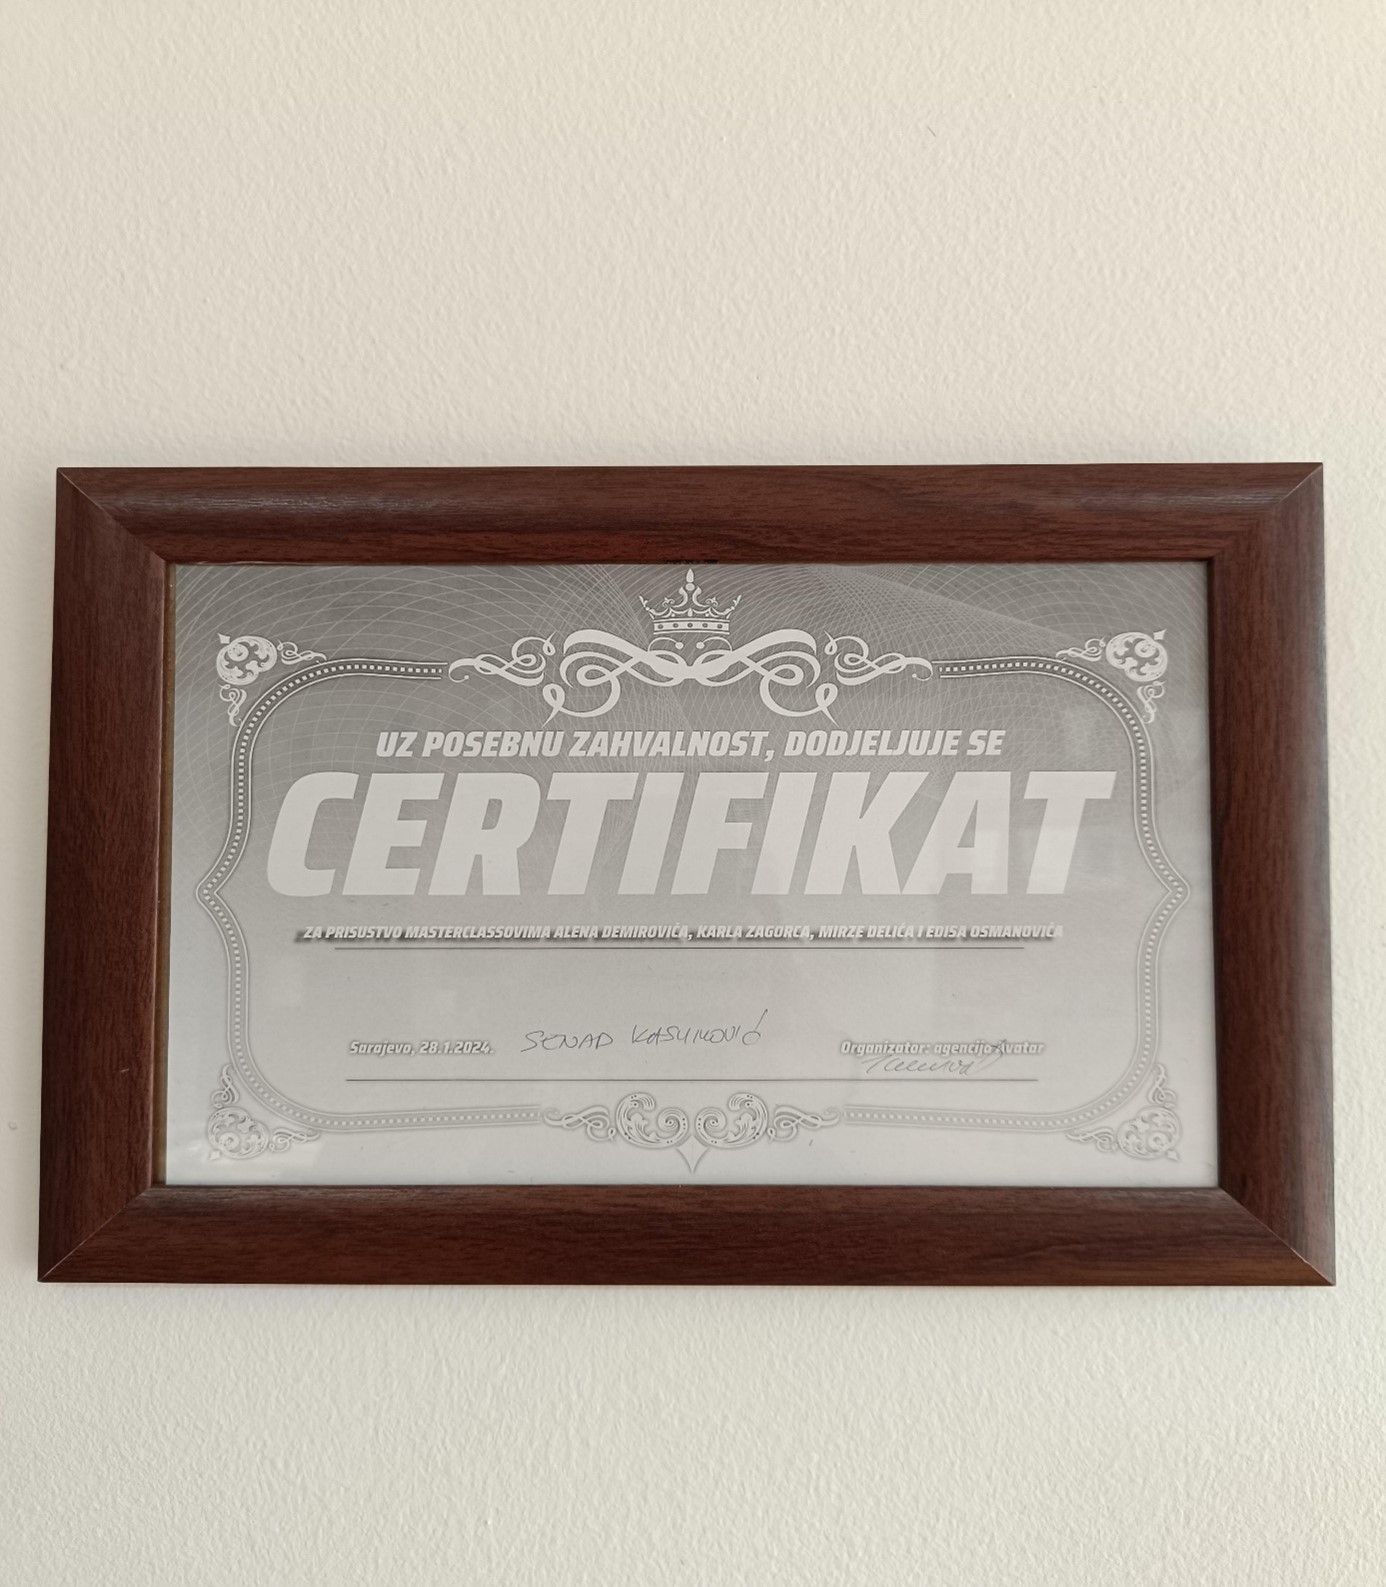 UZ POSEBNU ZAHVALNOST, DODJELJUJE SE
CERTIFIKAT
ZA PRISUSTVO MASTERCLASSOVIMA ALENA DEMIROVIĆA, KARLA ZAGORCA, MIRZE DELIĆA I EDISA OSMANOVIĆA
Sarajevo, 28.1.2024. SENAD KASUMOVIĆ Organizator: agencija Avatar